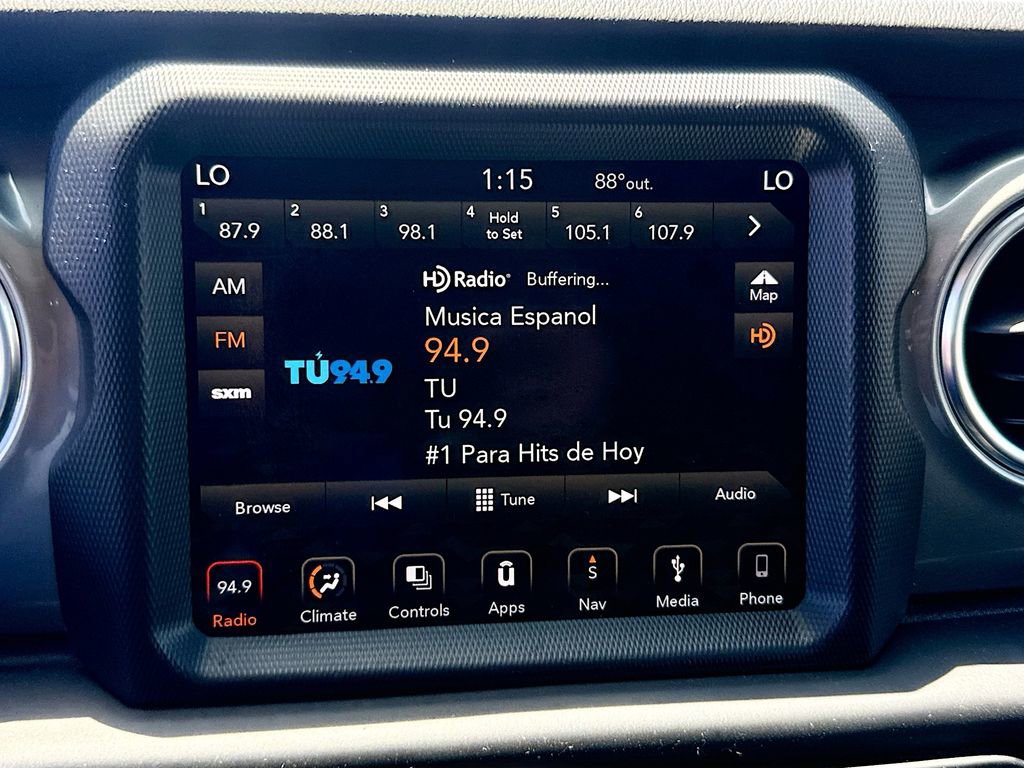 LO 1:15 88° out. LO
1 87.9 2 88.1 3 98.1 4 Hold to Set 5 105.1 6 107.9
AM
FM
sxm
TÚ94.9
HD Radio® Buffering...
Musica Espanol
94.9
TU
Tu 94.9
#1 Para Hits de Hoy
Map
HD
Browse Tune Audio
94.9 S
Radio Climate Controls Apps Nav Media Phone